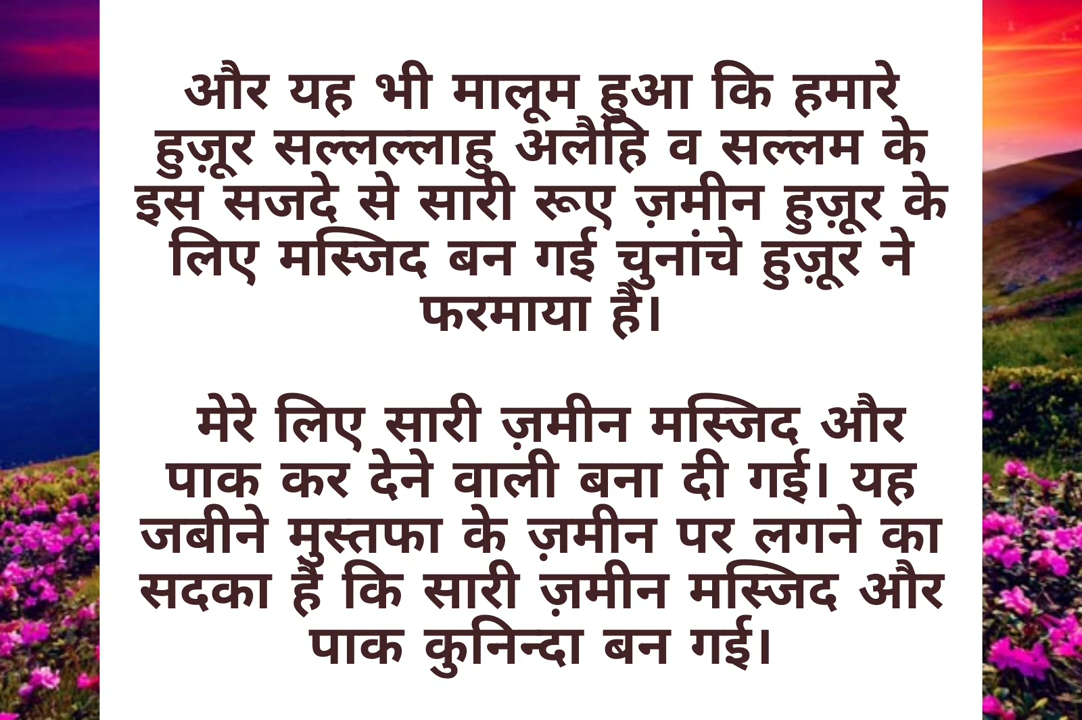 और यह भी मालूम हुआ कि हमारे
हुज़ूर सल्लल्लाहु अलैहि व सल्लम के
इस सजदे से सारी रूए ज़मीन हुज़ूर के
लिए मस्जिद बन गई चुनांचे हुज़ूर ने
फरमाया है।
मेरे लिए सारी ज़मीन मस्जिद और
पाक कर देने वाली बना दी गई। यह
जबीने मुस्तफा के ज़मीन पर लगने का
सदका है कि सारी ज़मीन मस्जिद और
पाक कुनिन्दा बन गई।